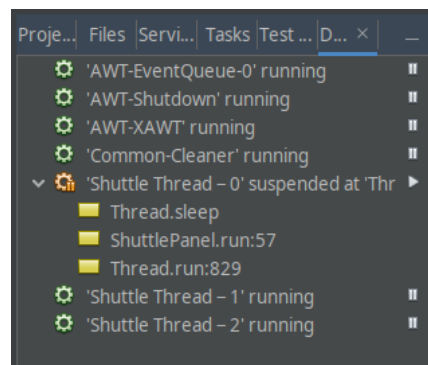 Proje... Files Servi... Tasks Test ... D... ×
'AWT-EventQueue-0' running
'AWT-Shutdown' running
'AWT-XAWT' running
'Common-Cleaner' running
'Shuttle Thread – 0' suspended at 'Thr
Thread.sleep
ShuttlePanel.run:57
Thread.run:829
'Shuttle Thread – 1' running
'Shuttle Thread – 2' running